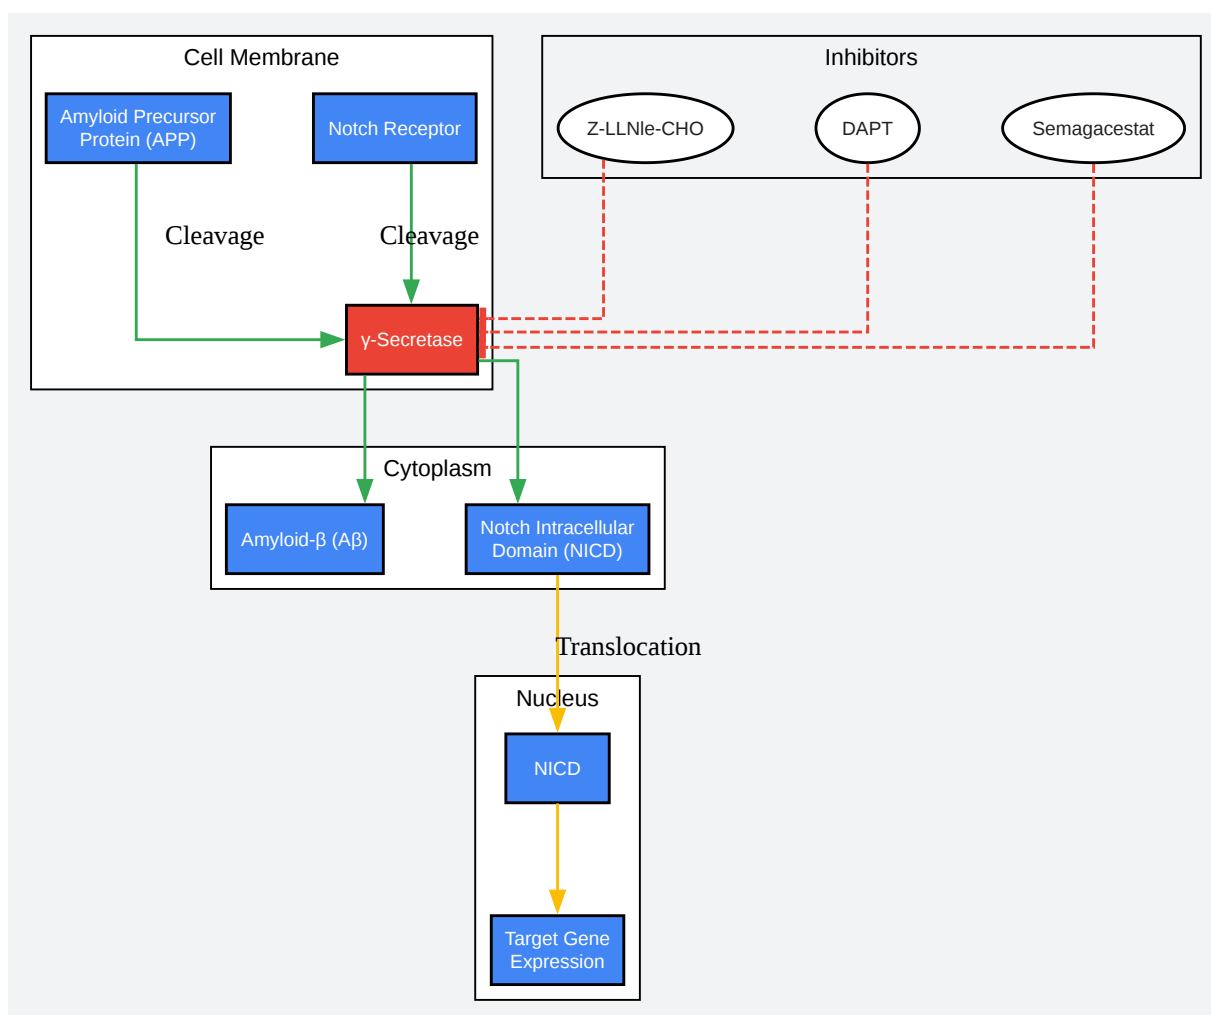 Cell Membrane
Inhibitors
Amyloid Precursor
Protein (APP)
Notch Receptor
Z-LLNle-CHO
DAPT
Semagacestat
Cleavage
Cleavage
γ-Secretase
Cytoplasm
Amyloid-β (Aβ)
Notch Intracellular
Domain (NICD)
Translocation
Nucleus
NICD
Target Gene
Expression